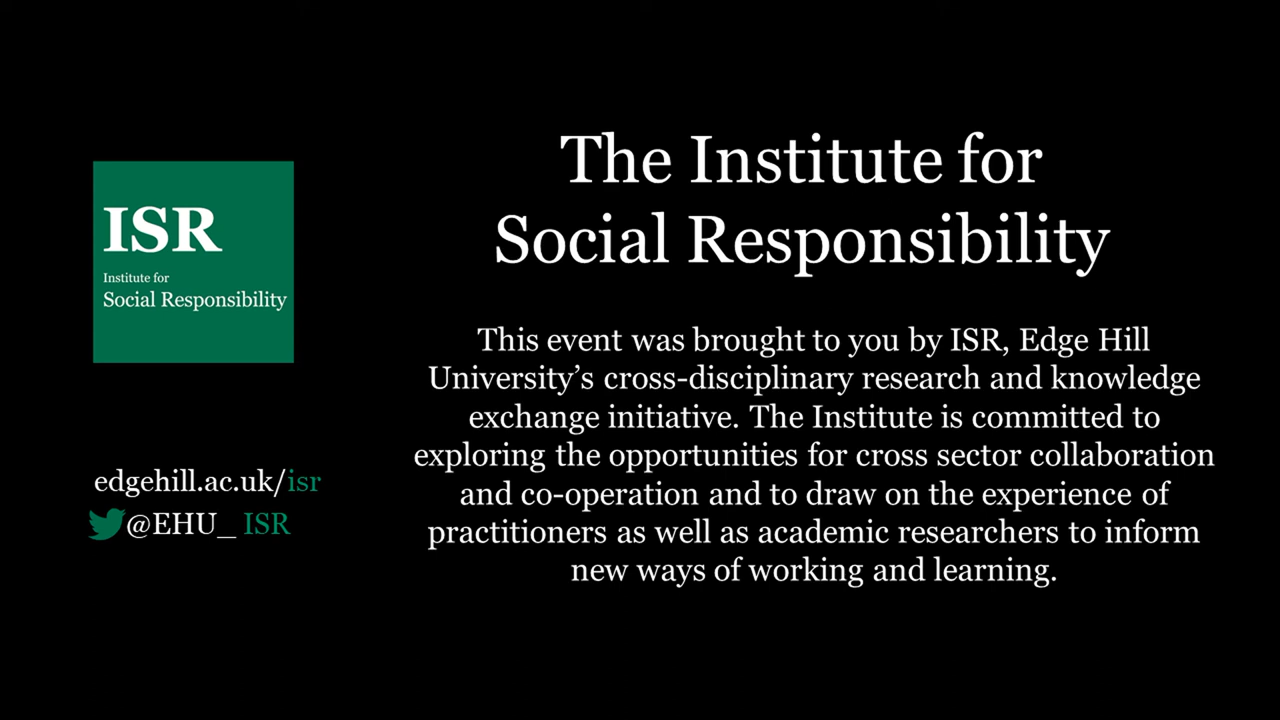 ISR
Institute for
Social Responsibility
edgehill.ac.uk/isr
@EHU_ ISR
The Institute for
Social Responsibility
This event was brought to you by ISR, Edge Hill
University’s cross-disciplinary research and knowledge
exchange initiative. The Institute is committed to
exploring the opportunities for cross sector collaboration
and co-operation and to draw on the experience of
practitioners as well as academic researchers to inform
new ways of working and learning.